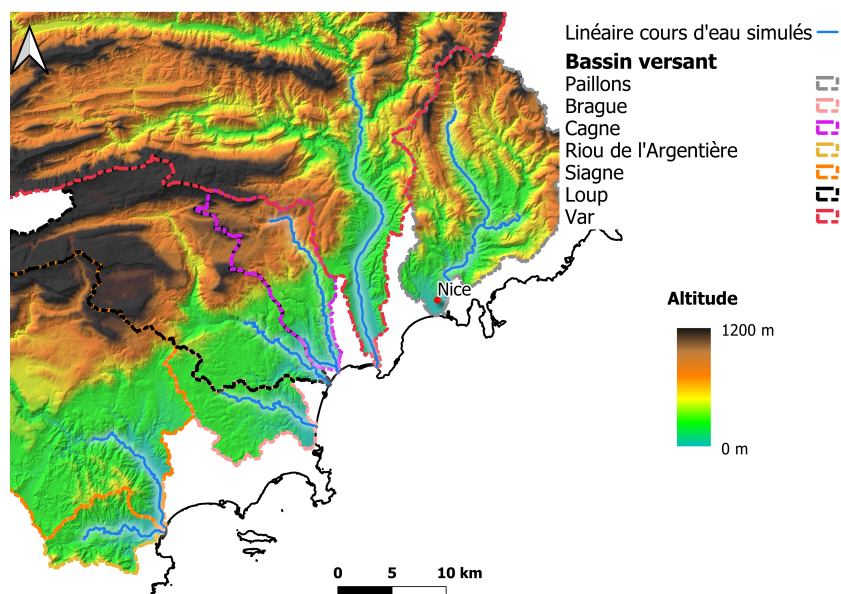 Linéaire cours d'eau simulés
Bassin versant
Paillons
Brague
Cagne
Riou de l'Argentière
Siagne
Loup
Var
Nice
Altitude
1200 m
0 m
0 5 10 km